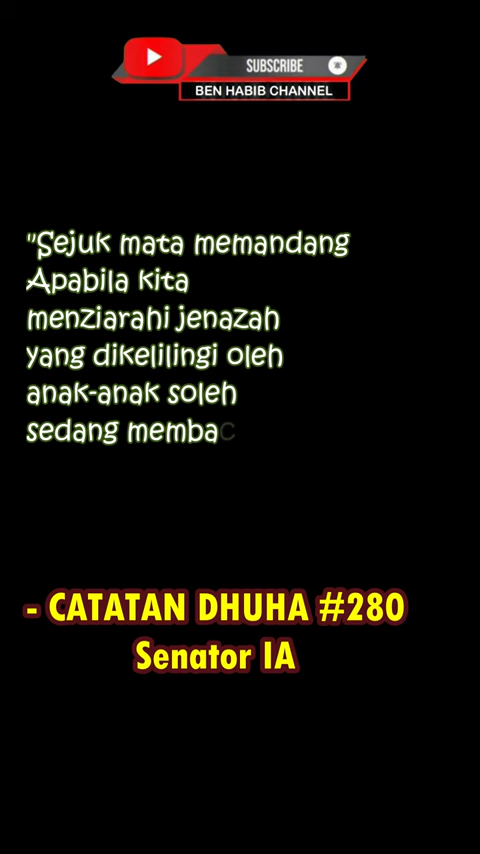 SUBSCRIBE
BEN HABIB CHANNEL
"Sejuk mata memandang
Apabila kita
menziarahi jenazah
yang dikelilingi oleh
anak-anak soleh
sedang membac
- CATATAN DHUHA #280
Senator IA